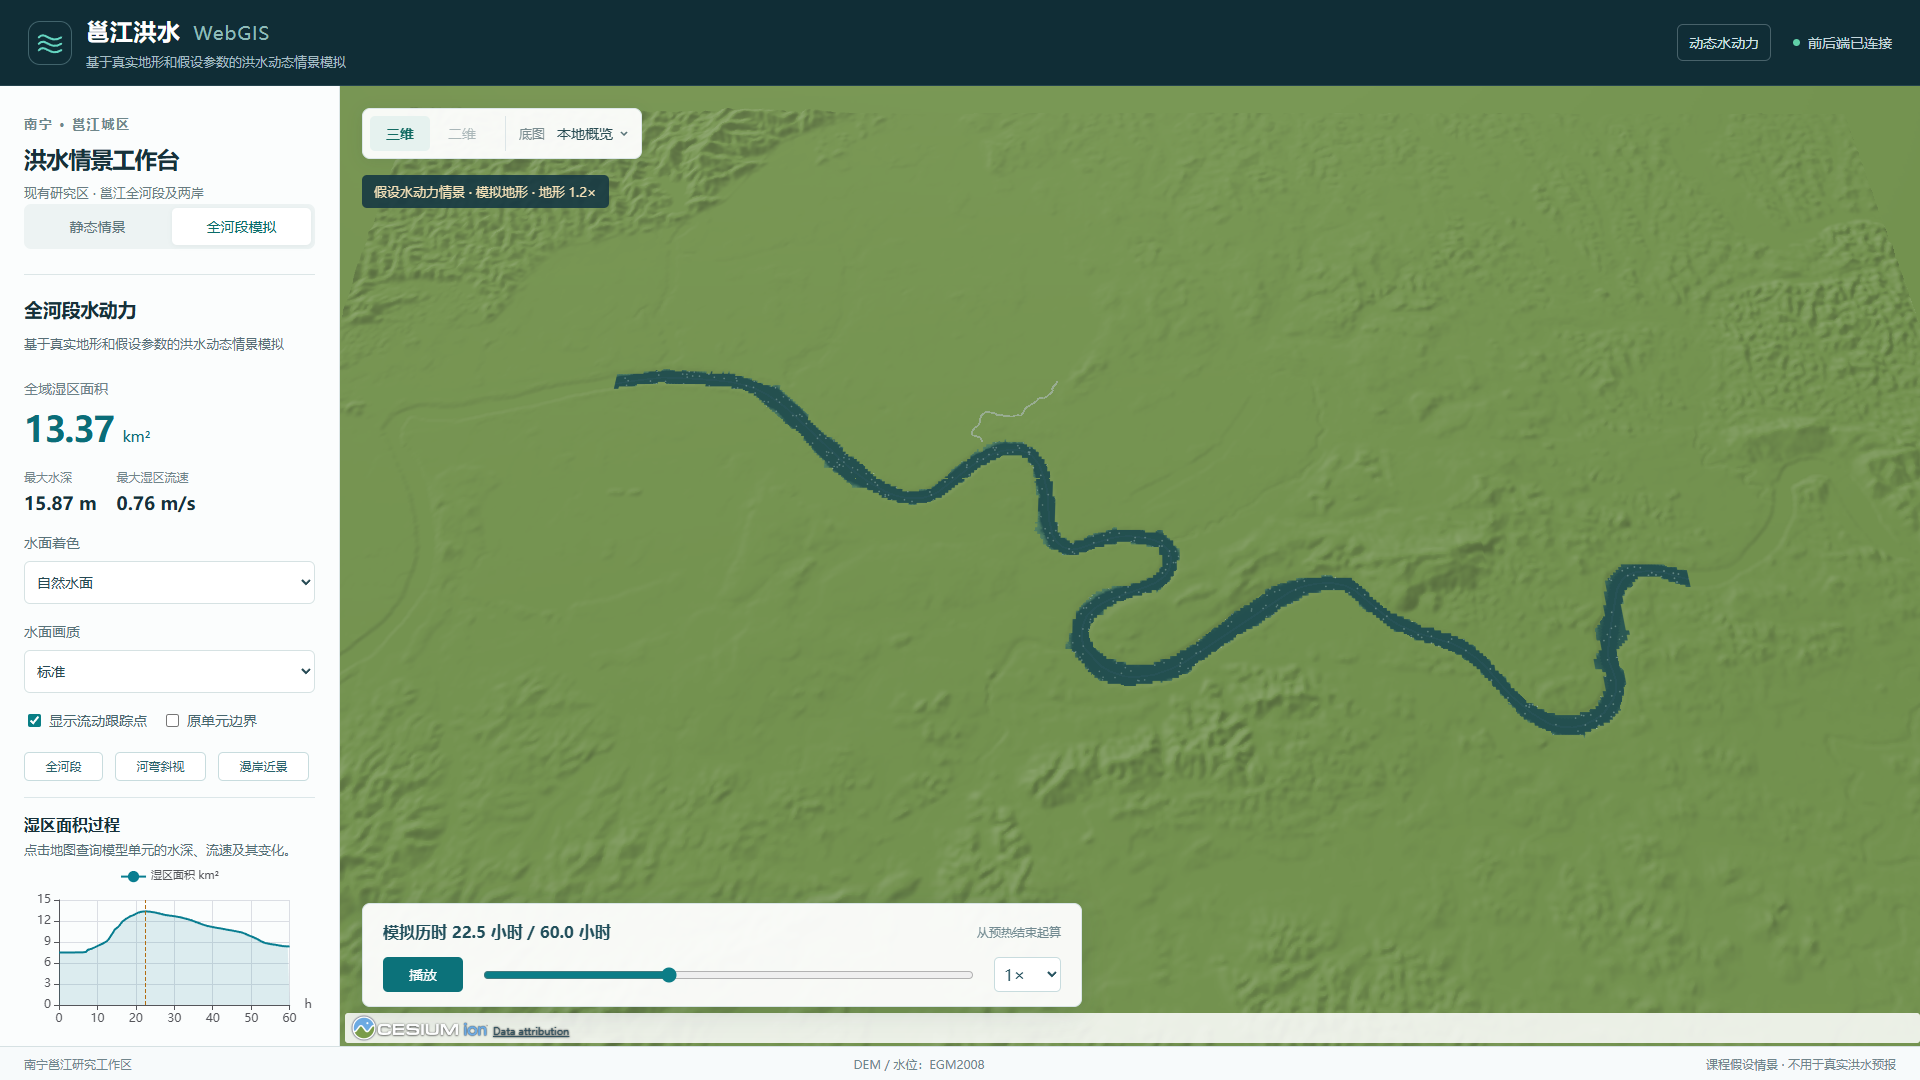 邕江洪水 WebGIS
基于真实地形和假设参数的洪水动态情景模拟
动态水动力
前后端已连接
南宁 • 邕江城区
洪水情景工作台
现有研究区 · 邕江全河段及两岸
静态情景
全河段模拟
全河段水动力
基于真实地形和假设参数的洪水动态情景模拟
全域湿区面积
13.37 km²
最大水深
最大湿区流速
15.87 m
0.76 m/s
水面着色
自然水面
水面画质
标准
显示流动跟踪点
原单元边界
全河段
河弯斜视
漫岸近景
湿区面积过程
点击地图查询模型单元的水深、流速及其变化。
湿区面积 km²
15
12
9
6
3
0
0 10 20 30 40 50 60
h
三维
二维
底图
本地概览
假设水动力情景 · 模拟地形 · 地形 1.2×
模拟历时 22.5 小时 / 60.0 小时
从预热结束起算
播放
1×
CESIUM ion
Data attribution
南宁邕江研究工作区
DEM / 水位：EGM2008
课程假设情景 · 不用于真实洪水预报